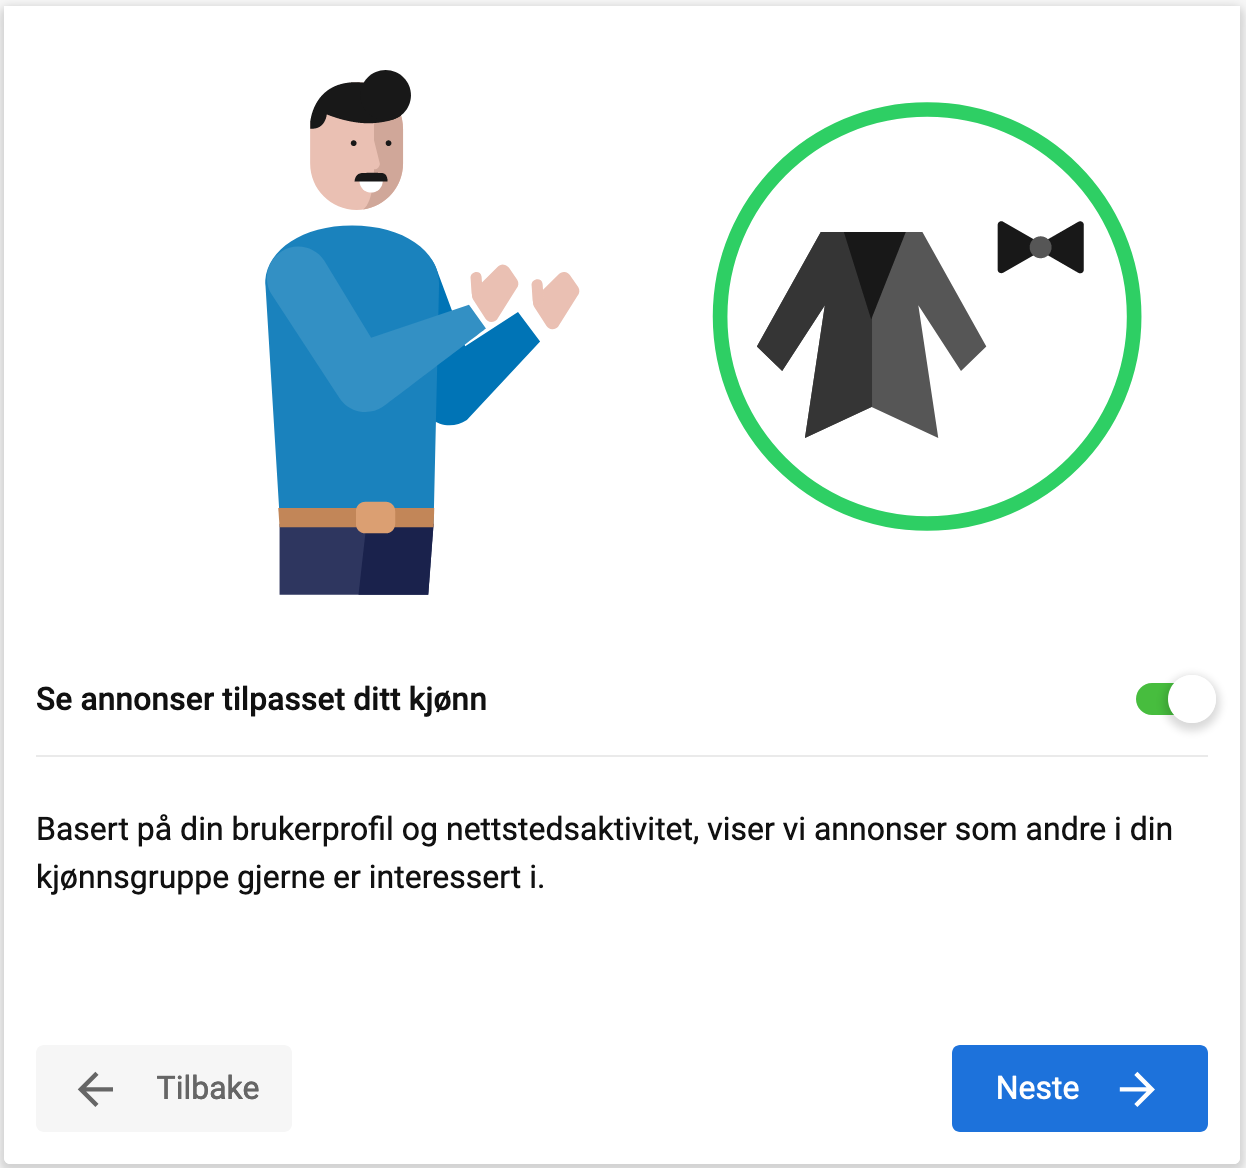 Se annonser tilpasset ditt kjønn
Basert på din brukerprofil og nettstedsaktivitet, viser vi annonser som andre i din
kjønnsgruppe gjerne er interessert i.
Tilbake
Neste